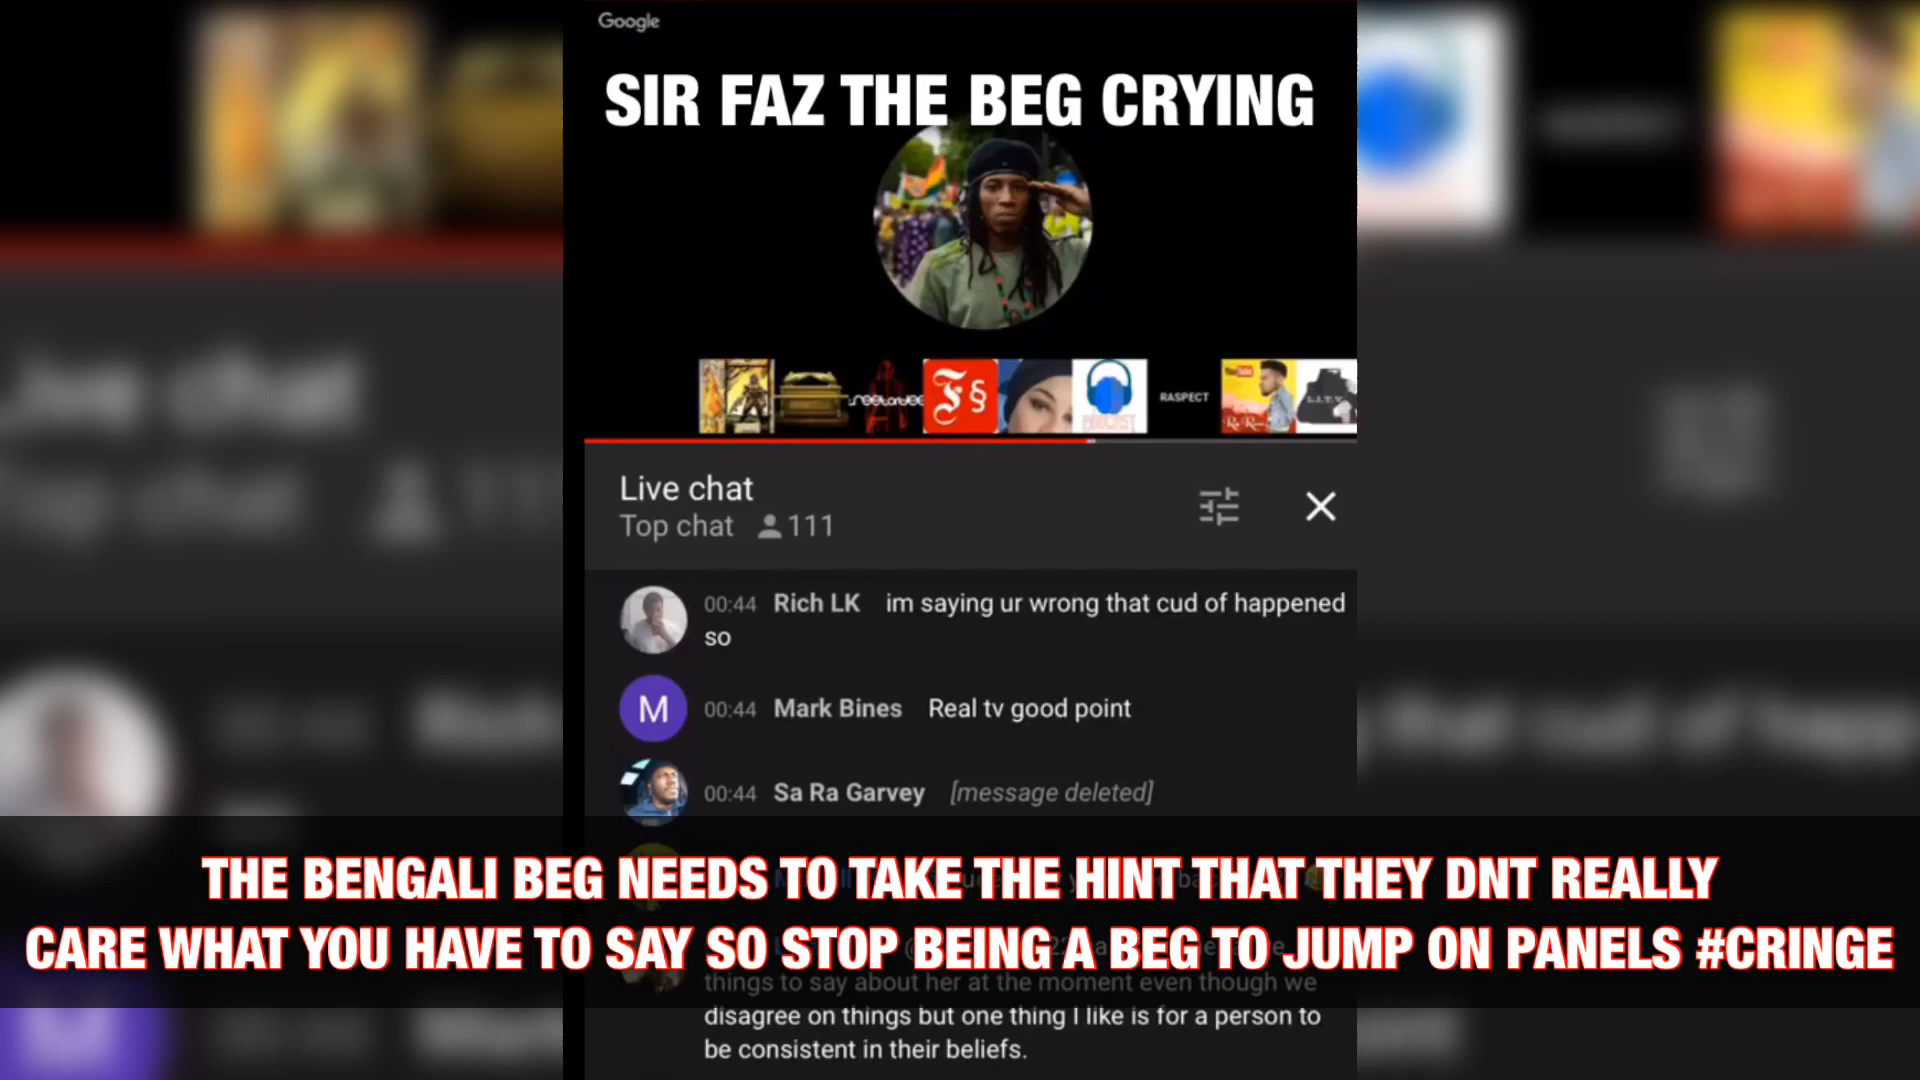 Google
SIR FAZ THE BEG CRYING
RASPECT
YouTube
PODCAST
Live chat
Top chat 111
00:44 Rich LK im saying ur wrong that cud of happened
so
M 00:44 Mark Bines Real tv good point
00:44 Sa Ra Garvey [message deleted]
THE BENGALI BEG NEEDS TO TAKE THE HINT THAT THEY DNT REALLY
CARE WHAT YOU HAVE TO SAY SO STOP BEING A BEG TO JUMP ON PANELS #CRINGE
things to say about her at the moment even though we
disagree on things but one thing I like is for a person to
be consistent in their beliefs.